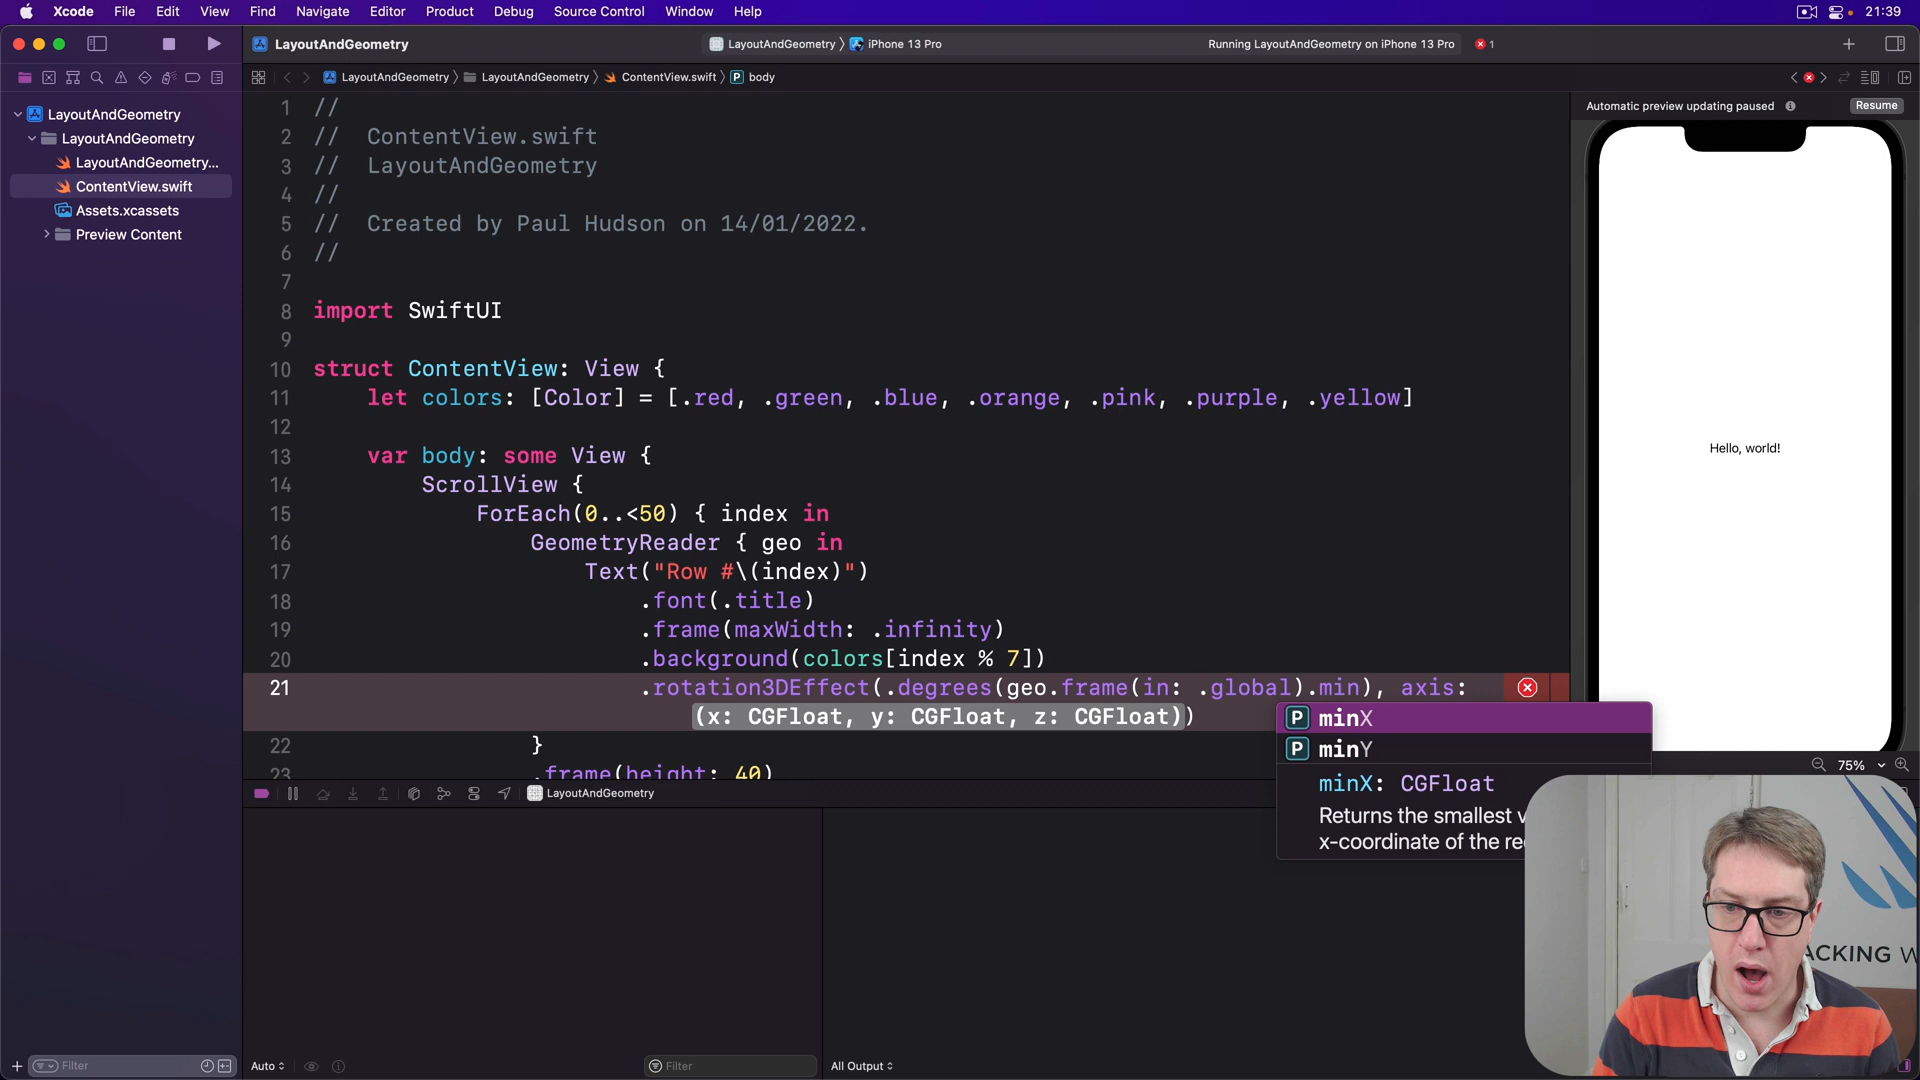 Xcode File Edit View Find Navigate Editor Product Debug Source Control Window Help 21:39
LayoutAndGeometry LayoutAndGeometry iPhone 13 Pro Running LayoutAndGeometry on iPhone 13 Pro 1
LayoutAndGeometry LayoutAndGeometry ContentView.swift P body
Automatic preview updating paused Resume
LayoutAndGeometry
LayoutAndGeometry
LayoutAndGeometry...
ContentView.swift
Assets.xcassets
Preview Content
1 //
2 // ContentView.swift
3 // LayoutAndGeometry
4 //
5 // Created by Paul Hudson on 14/01/2022.
6 //
7
8 import SwiftUI
9
10 struct ContentView: View {
11 let colors: [Color] = [.red, .green, .blue, .orange, .pink, .purple, .yellow]
12
13 var body: some View {
14 ScrollView {
15 ForEach(0..<50) { index in
16 GeometryReader { geo in
17 Text("Row #\(index)")
18 .font(.title)
19 .frame(maxWidth: .infinity)
20 .background(colors[index % 7])
21 .rotation3DEffect(.degrees(geo.frame(in: .global).min), axis:
(x: CGFloat, y: CGFloat, z: CGFloat))
22 }
23 .frame(height: 40)
P minX
P minY
minX: CGFloat
Returns the smallest v
x-coordinate of the re
Hello, world!
75%
LayoutAndGeometry
ACKING W
Filter
Auto
Filter
All Output